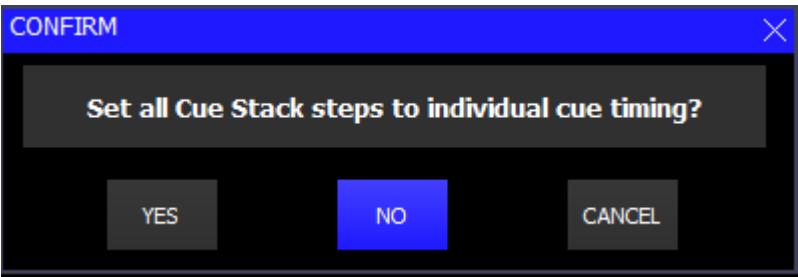 CONFIRM
Set all Cue Stack steps to individual cue timing?
YES NO CANCEL